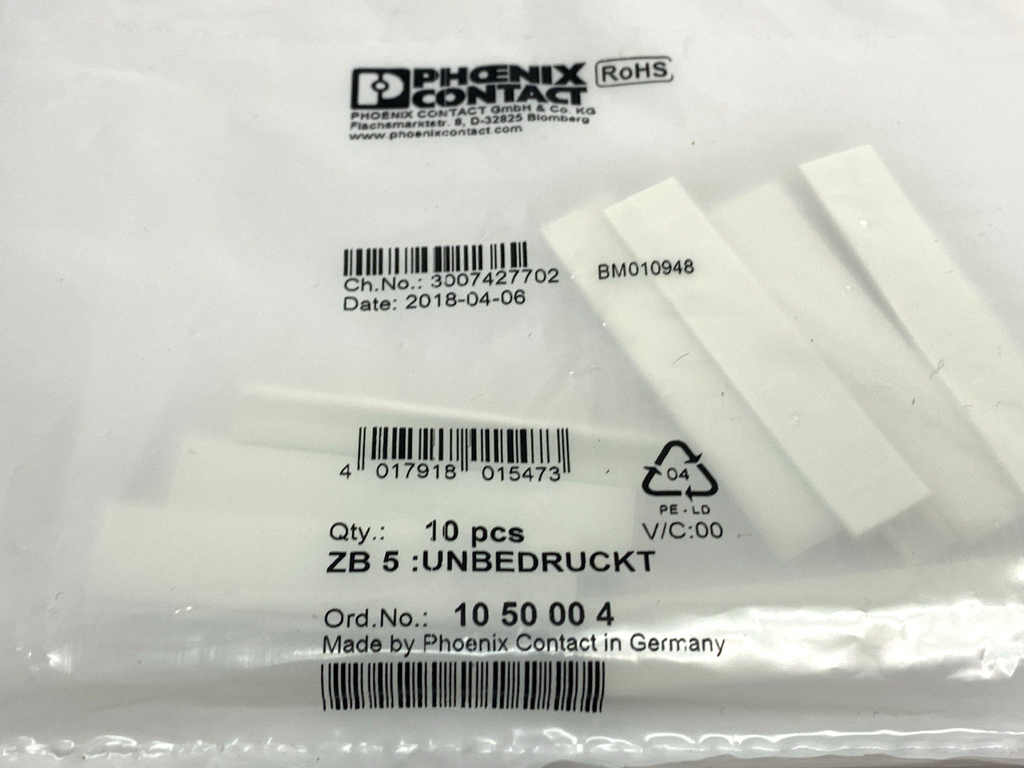 PHŒNIX
CONTACT
RoHS
PHOENIX CONTACT GmbH & Co. KG
Flachsmarktstr. 8, D-32825 Blomberg
www.phoenixcontact.com
Ch.No.: 3007427702
BM010948
Date: 2018-04-06
4 017918 015473
04
PE-LD
V/C:00
Qty.: 10 pcs
ZB 5 :UNBEDRUCKT
Ord.No.: 10 50 00 4
Made by Phoenix Contact in Germany